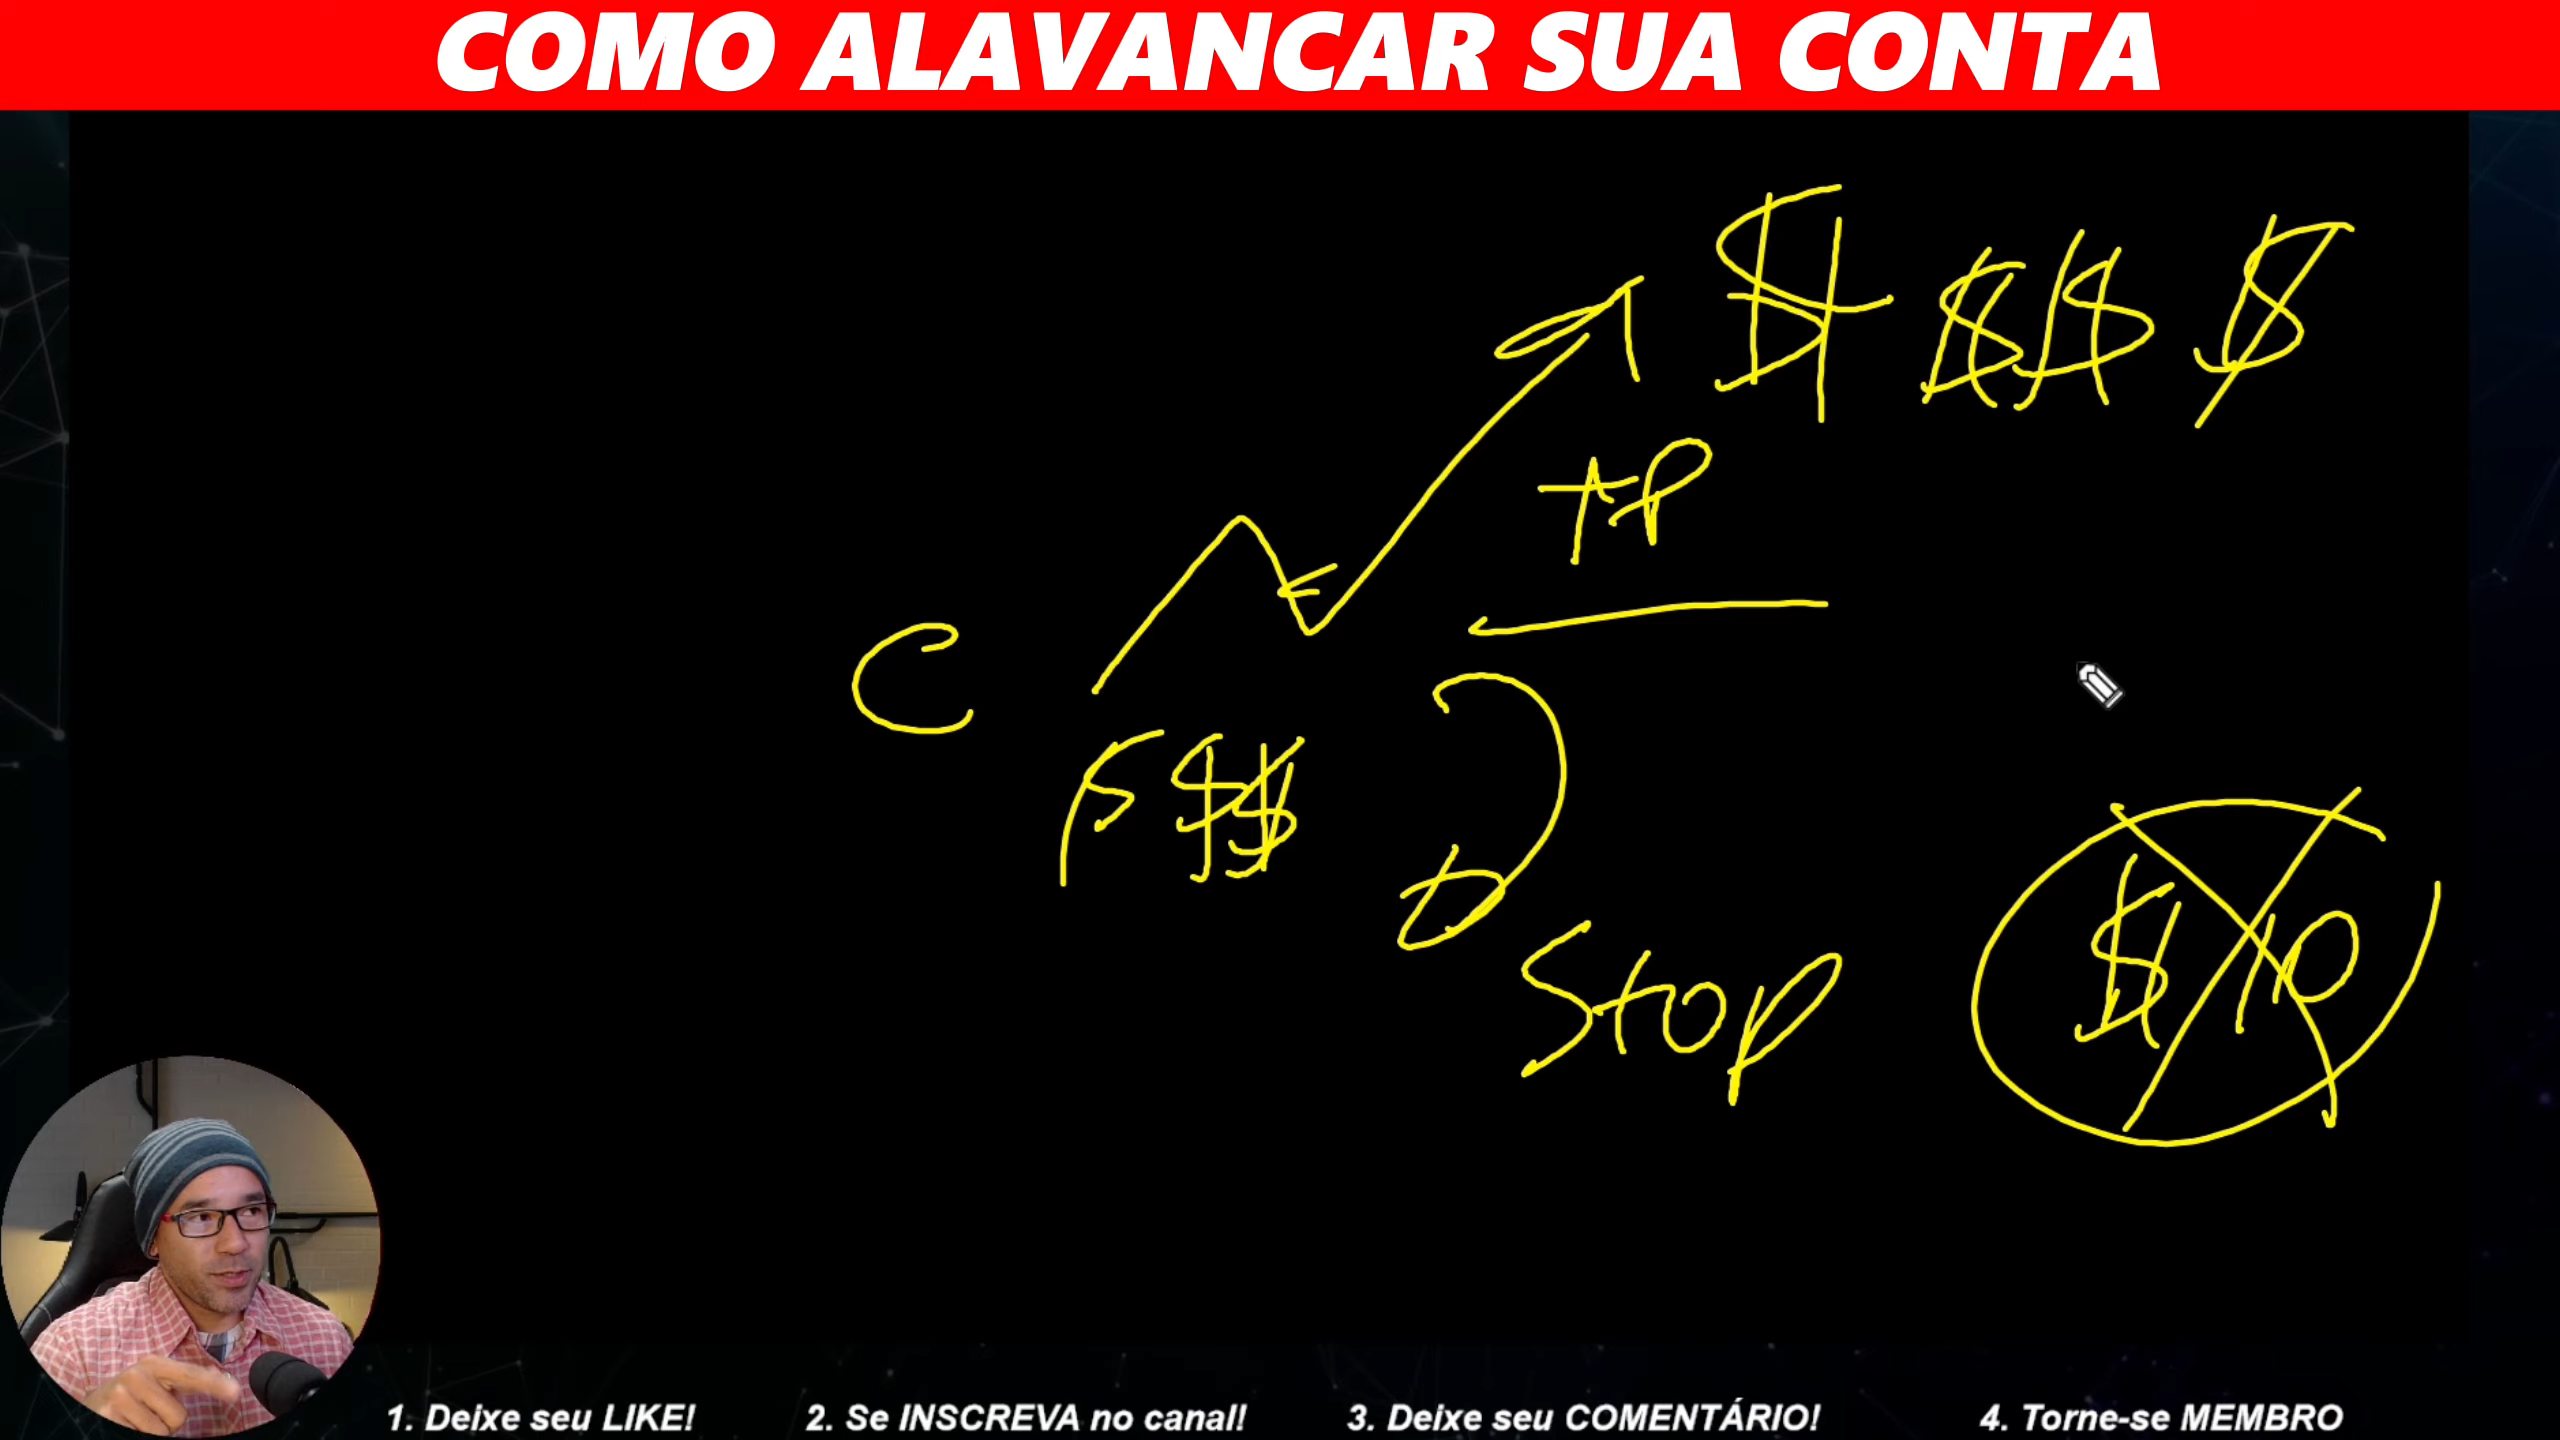 COMO ALAVANCAR SUA CONTA
$ $ $ $
TP
C
$ $ $
Stop
$ 10
1. Deixe seu LIKE! 2. Se INSCREVA no canal! 3. Deixe seu COMENTÁRIO! 4. Torne-se MEMBRO